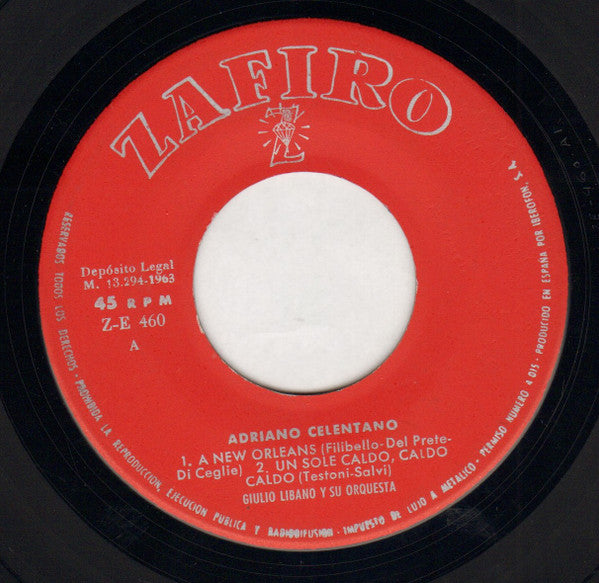 ZAFIRO
Z
Depósito Legal
M. 13.294-1963
45 RPM
Z-E 460
A
ADRIANO CELENTANO
1. A NEW ORLEANS (Filibello-Del Prete-
Di Ceglie) 2. UN SOLE CALDO, CALDO
CALDO (Testoni-Salvi)
GIULIO LIBANO Y SU ORQUESTA
RESERVADOS TODOS LOS DERECHOS · PROHIBIDA LA REPRODUCCION, EJECUCION PUBLICA Y RADIODIFUSION · IMPUESTO DE LUJO A METALICO · PERMISO NUMERO 4 015 · PRODUCIDO EN ESPAÑA POR IBEROFON, S A